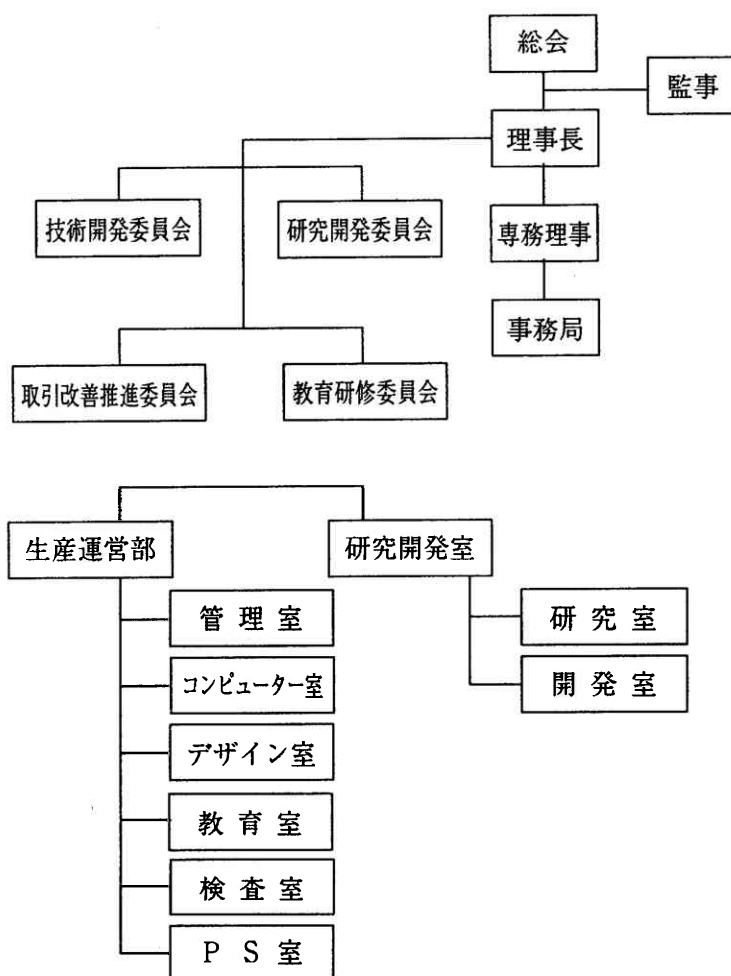 総会
監事
理事長
技術開発委員会
研究開発委員会
専務理事
事務局
取引改善推進委員会
教育研修委員会
生産運営部
研究開発室
管理室
研究室
コンピューター室
開発室
デザイン室
教育室
検査室
PS室